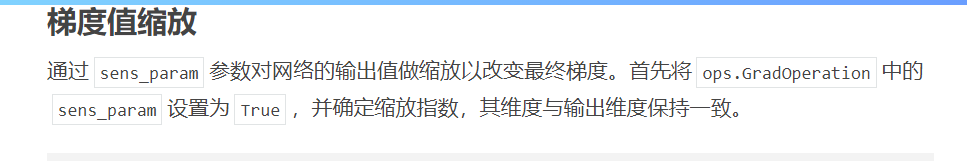 梯度值缩放
通过 sens_param 参数对网络的输出值做缩放以改变最终梯度。首先将 ops.GradOperation 中的
sens_param 设置为 True ，并确定缩放指数，其维度与输出维度保持一致。